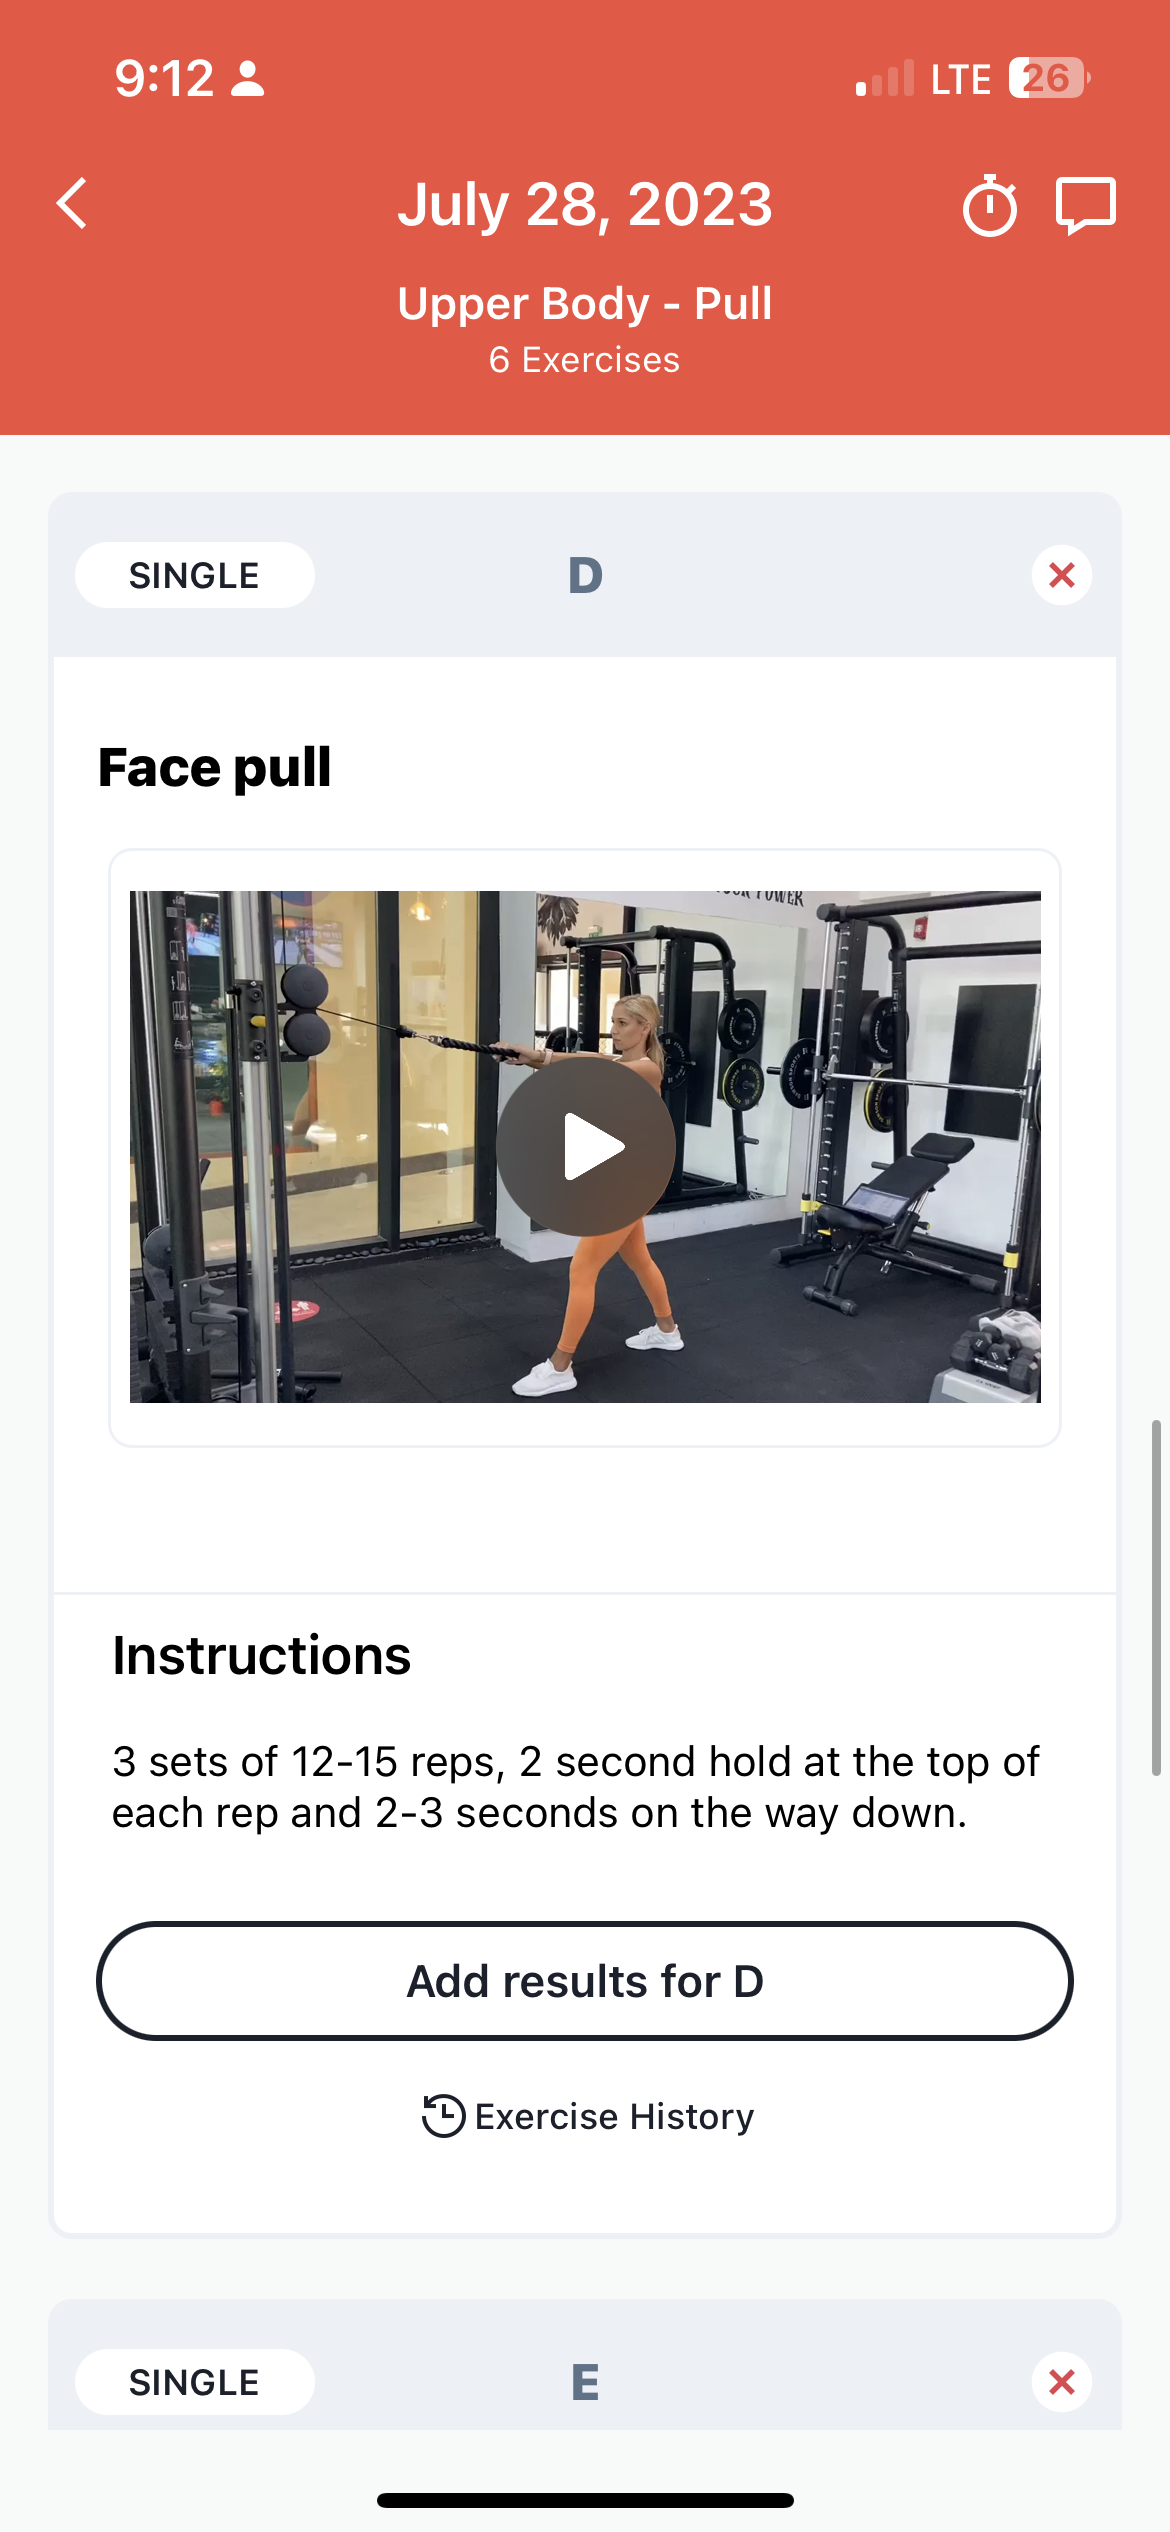 9:12
LTE 26
July 28, 2023
Upper Body - Pull
6 Exercises
SINGLE D
Face pull
POWER
Instructions
3 sets of 12-15 reps, 2 second hold at the top of
each rep and 2-3 seconds on the way down.
Add results for D
Exercise History
SINGLE E